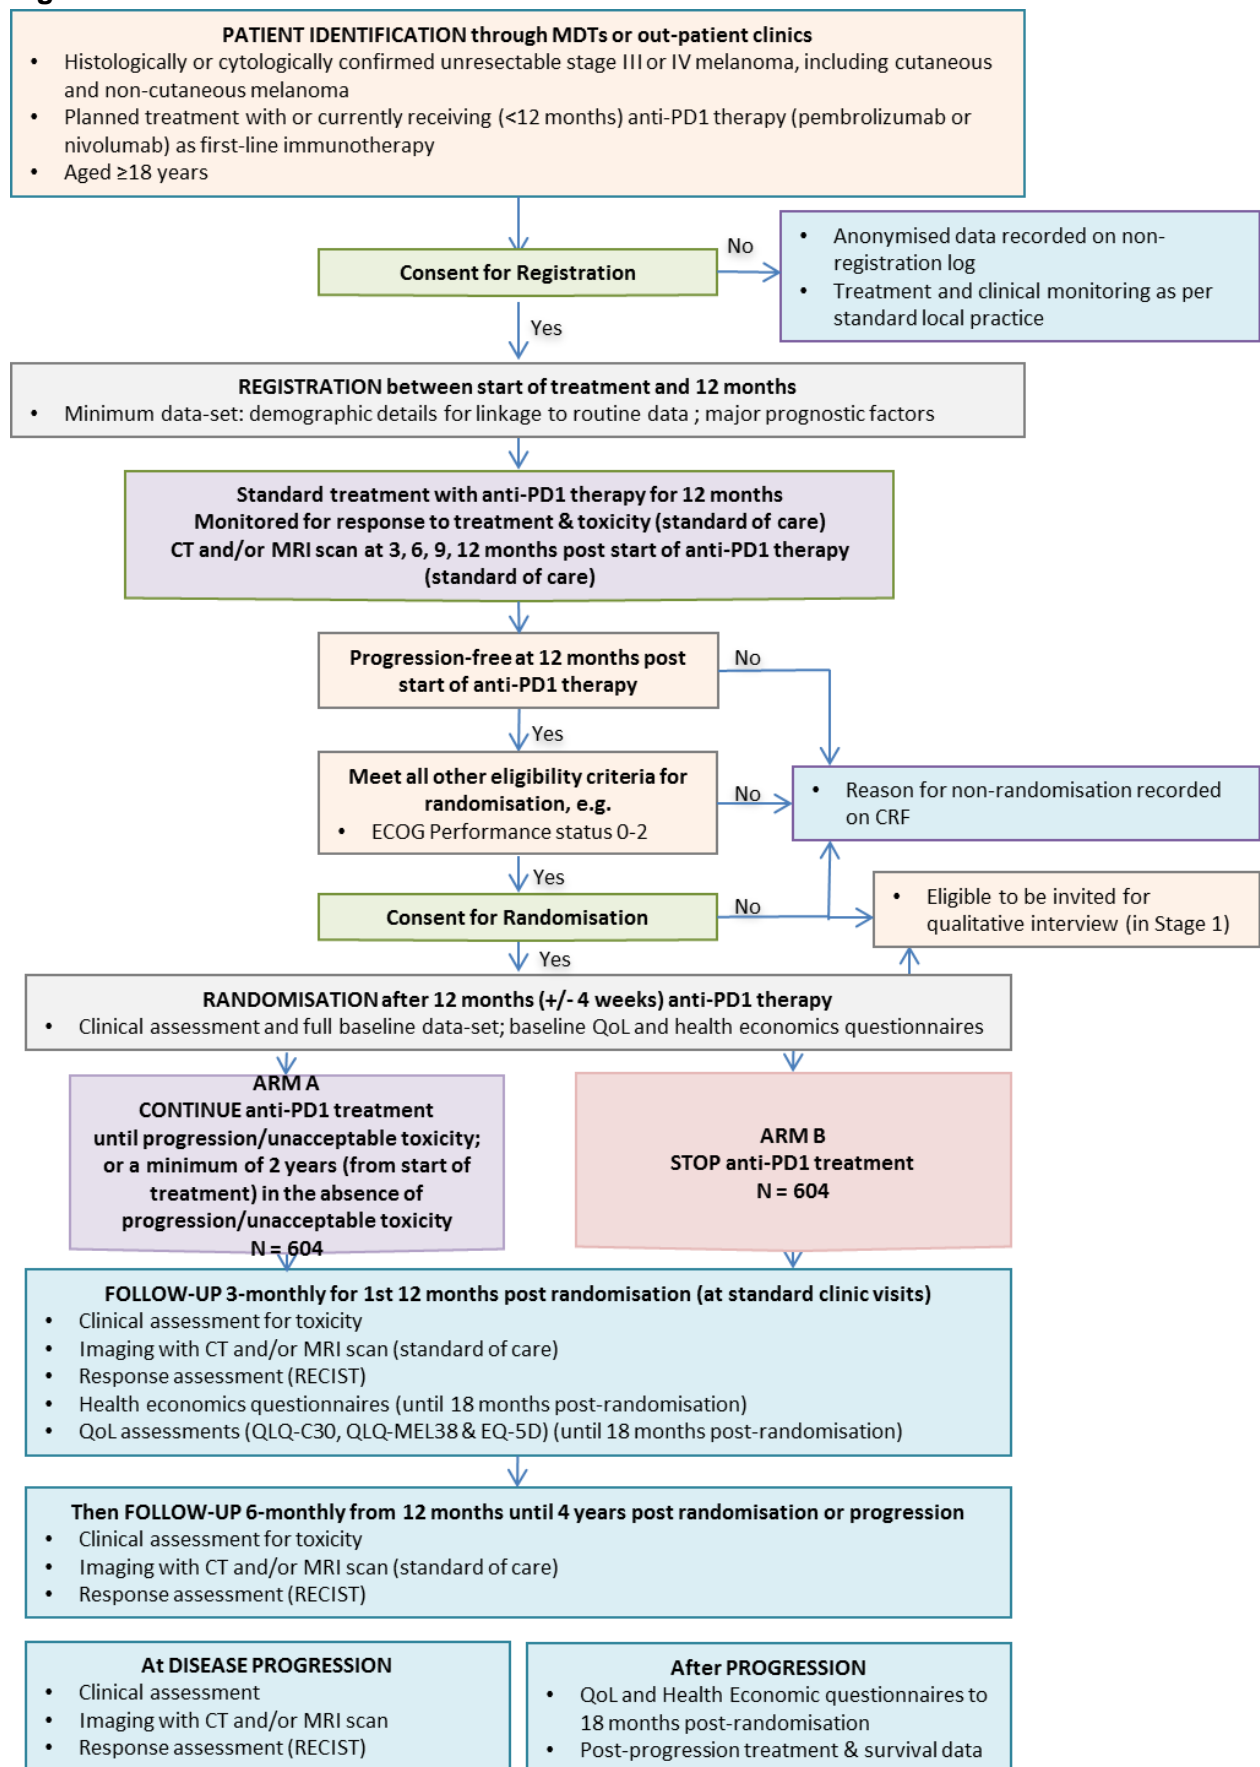 PATIENT IDENTIFICATION through MDTs or out-patient clinics
• Histologically or cytologically confirmed unresectable stage III or IV melanoma, including cutaneous
and non-cutaneous melanoma
• Planned treatment with or currently receiving (<12 months) anti-PD1 therapy (pembrolizumab or
nivolumab) as first-line immunotherapy
• Aged ≥18 years
Consent for Registration
No
• Anonymised data recorded on non-
registration log
• Treatment and clinical monitoring as per
standard local practice
Yes
REGISTRATION between start of treatment and 12 months
• Minimum data-set: demographic details for linkage to routine data ; major prognostic factors
Standard treatment with anti-PD1 therapy for 12 months
Monitored for response to treatment & toxicity (standard of care)
CT and/or MRI scan at 3, 6, 9, 12 months post start of anti-PD1 therapy
(standard of care)
Progression-free at 12 months post
start of anti-PD1 therapy
No
Yes
Meet all other eligibility criteria for
randomisation, e.g.
• ECOG Performance status 0-2
No
• Reason for non-randomisation recorded
on CRF
Yes
Consent for Randomisation
No
• Eligible to be invited for
qualitative interview (in Stage 1)
Yes
RANDOMISATION after 12 months (+/- 4 weeks) anti-PD1 therapy
• Clinical assessment and full baseline data-set; baseline QoL and health economics questionnaires
ARM A
CONTINUE anti-PD1 treatment
until progression/unacceptable toxicity;
or a minimum of 2 years (from start of
treatment) in the absence of
progression/unacceptable toxicity
N = 604
ARM B
STOP anti-PD1 treatment
N = 604
FOLLOW-UP 3-monthly for 1st 12 months post randomisation (at standard clinic visits)
• Clinical assessment for toxicity
• Imaging with CT and/or MRI scan (standard of care)
• Response assessment (RECIST)
• Health economics questionnaires (until 18 months post-randomisation)
• QoL assessments (QLQ-C30, QLQ-MEL38 & EQ-5D) (until 18 months post-randomisation)
Then FOLLOW-UP 6-monthly from 12 months until 4 years post randomisation or progression
• Clinical assessment for toxicity
• Imaging with CT and/or MRI scan (standard of care)
• Response assessment (RECIST)
At DISEASE PROGRESSION
• Clinical assessment
• Imaging with CT and/or MRI scan
• Response assessment (RECIST)
After PROGRESSION
• QoL and Health Economic questionnaires to
18 months post-randomisation
• Post-progression treatment & survival data